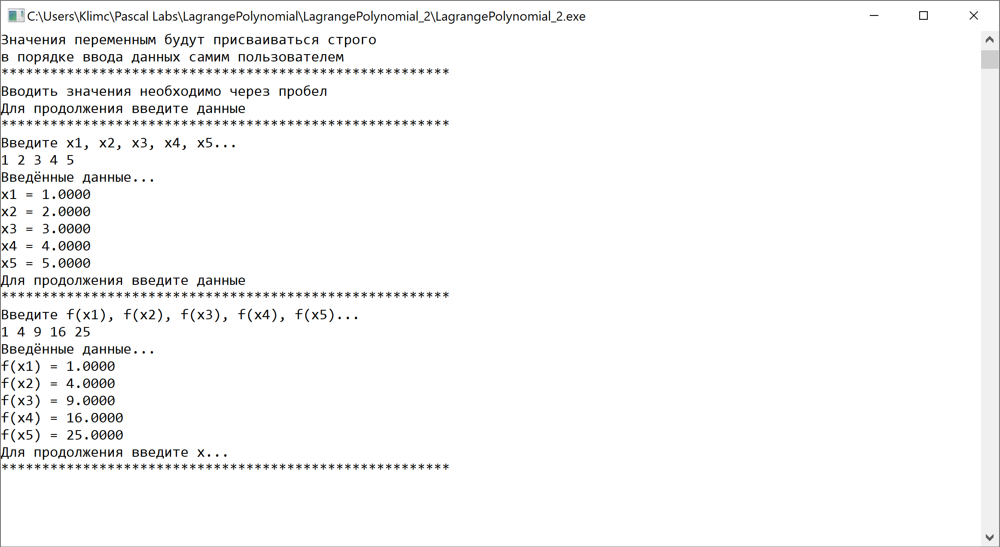 C:\Users\Klimc\Pascal Labs\LagrangePolynomial\LagrangePolynomial_2\LagrangePolynomial_2.exe
Значения переменным будут присваиваться строго
в порядке ввода данных самим пользователем
*******************************************************
Вводить значения необходимо через пробел
Для продолжения введите данные
*******************************************************
Введите x1, x2, x3, x4, x5...
1 2 3 4 5
Введённые данные...
x1 = 1.0000
x2 = 2.0000
x3 = 3.0000
x4 = 4.0000
x5 = 5.0000
Для продолжения введите данные
*******************************************************
Введите f(x1), f(x2), f(x3), f(x4), f(x5)...
1 4 9 16 25
Введённые данные...
f(x1) = 1.0000
f(x2) = 4.0000
f(x3) = 9.0000
f(x4) = 16.0000
f(x5) = 25.0000
Для продолжения введите x...
*******************************************************